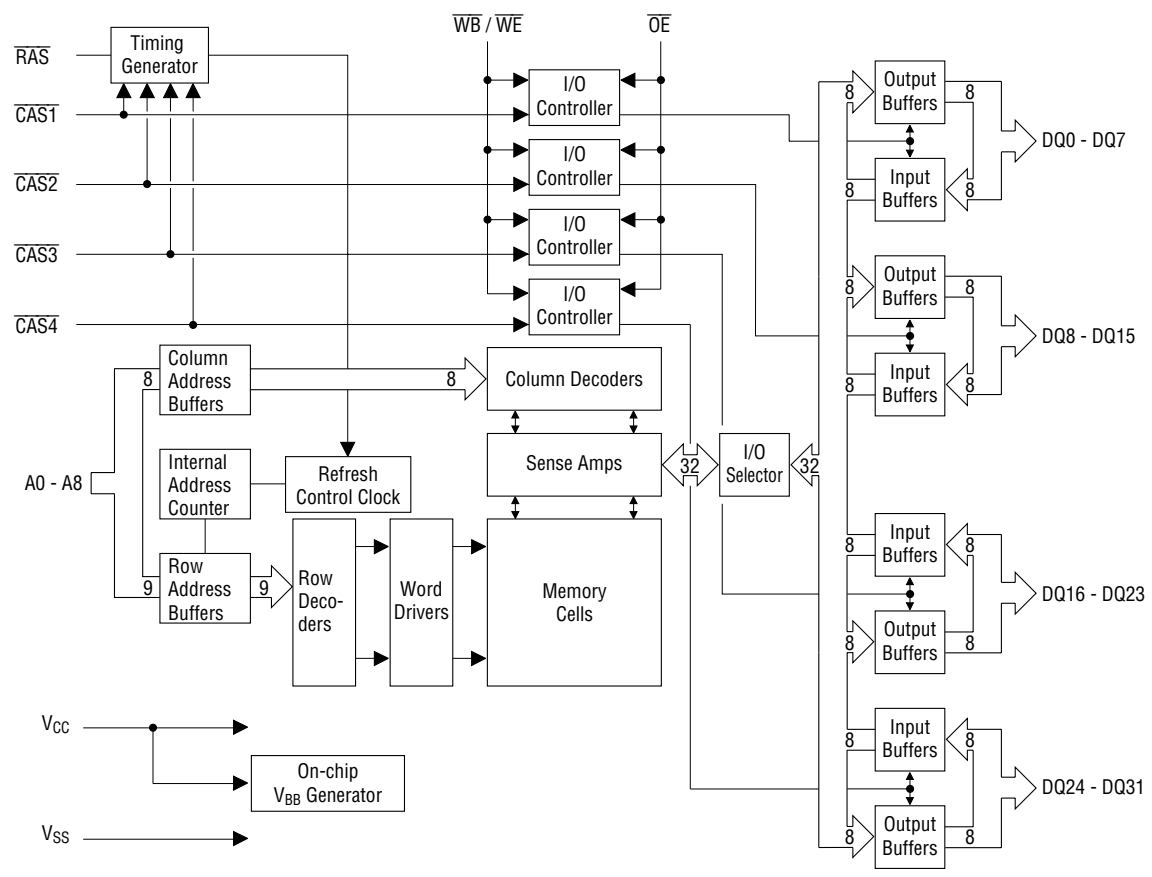 WB / WE
OE
RAS
Timing
Generator
I/O
Controller
CAS1
I/O
Controller
CAS2
I/O
Controller
CAS3
I/O
Controller
CAS4
8
Output
Buffers
8
DQ0 - DQ7
8
Input
Buffers
8
8
Output
Buffers
8
DQ8 - DQ15
8
Input
Buffers
8
A0 - A8
8
Column
Address
Buffers
8
Column Decoders
Internal
Address
Counter
Refresh
Control Clock
Sense Amps
32
I/O
Selector
32
9
Row
Address
Buffers
9
Row
Deco-
ders
Word
Drivers
Memory
Cells
8
Input
Buffers
8
DQ16 - DQ23
8
Output
Buffers
8
8
Input
Buffers
8
DQ24 - DQ31
8
Output
Buffers
8
VCC
On-chip
VBB Generator
VSS